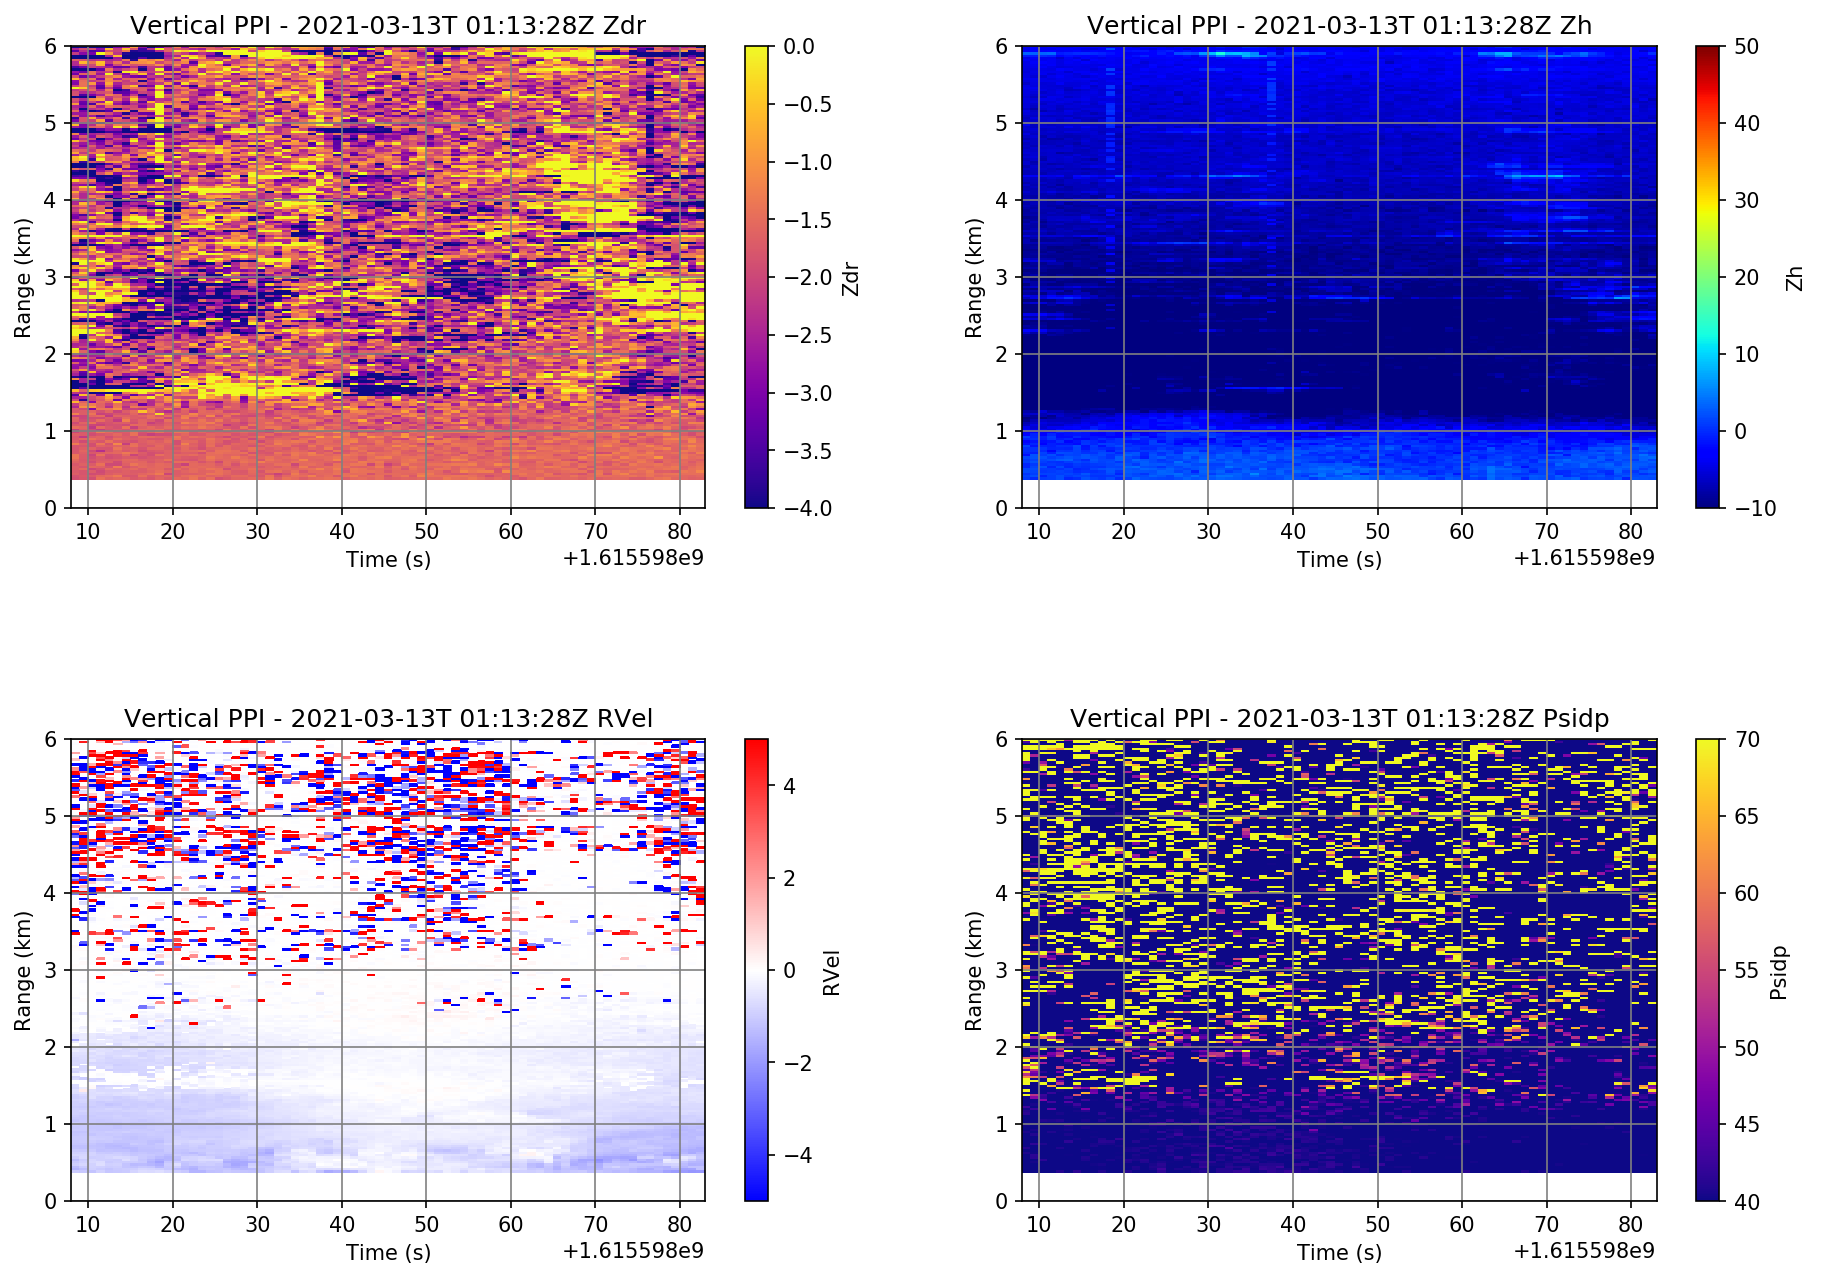 Vertical PPI - 2021-03-13T 01:13:28Z Zdr
6
5
4
3
2
1
0
Range (km)
10 20 30 40 50 60 70 80
Time (s)
+1.615598e9
0.0
−0.5
−1.0
−1.5
−2.0
−2.5
−3.0
−3.5
−4.0
Zdr
Vertical PPI - 2021-03-13T 01:13:28Z Zh
6
5
4
3
2
1
0
Range (km)
10 20 30 40 50 60 70 80
Time (s)
+1.615598e9
50
40
30
20
10
0
−10
Zh
Vertical PPI - 2021-03-13T 01:13:28Z RVel
6
5
4
3
2
1
0
Range (km)
10 20 30 40 50 60 70 80
Time (s)
+1.615598e9
4
2
0
−2
−4
RVel
Vertical PPI - 2021-03-13T 01:13:28Z Psidp
6
5
4
3
2
1
0
Range (km)
10 20 30 40 50 60 70 80
Time (s)
+1.615598e9
70
65
60
55
50
45
40
Psidp